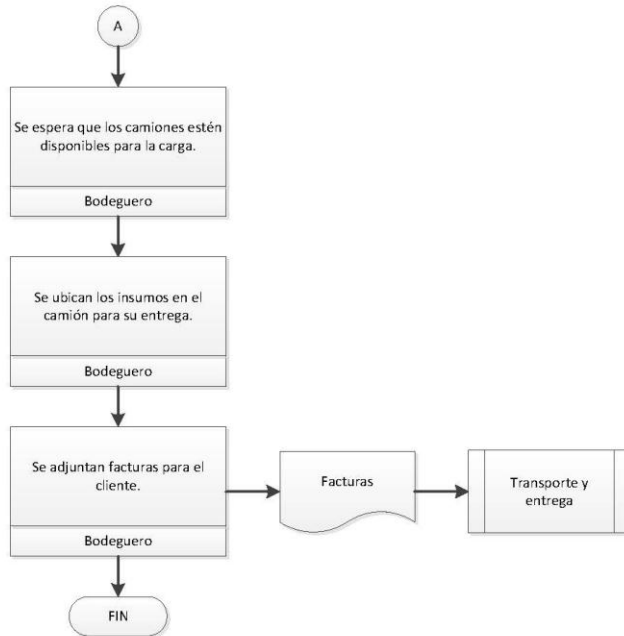 A
Se espera que los camiones estén
disponibles para la carga.
Bodeguero
Se ubican los insumos en el
camión para su entrega.
Bodeguero
Se adjuntan facturas para el
cliente.
Bodeguero
Facturas
Transporte y
entrega
FIN